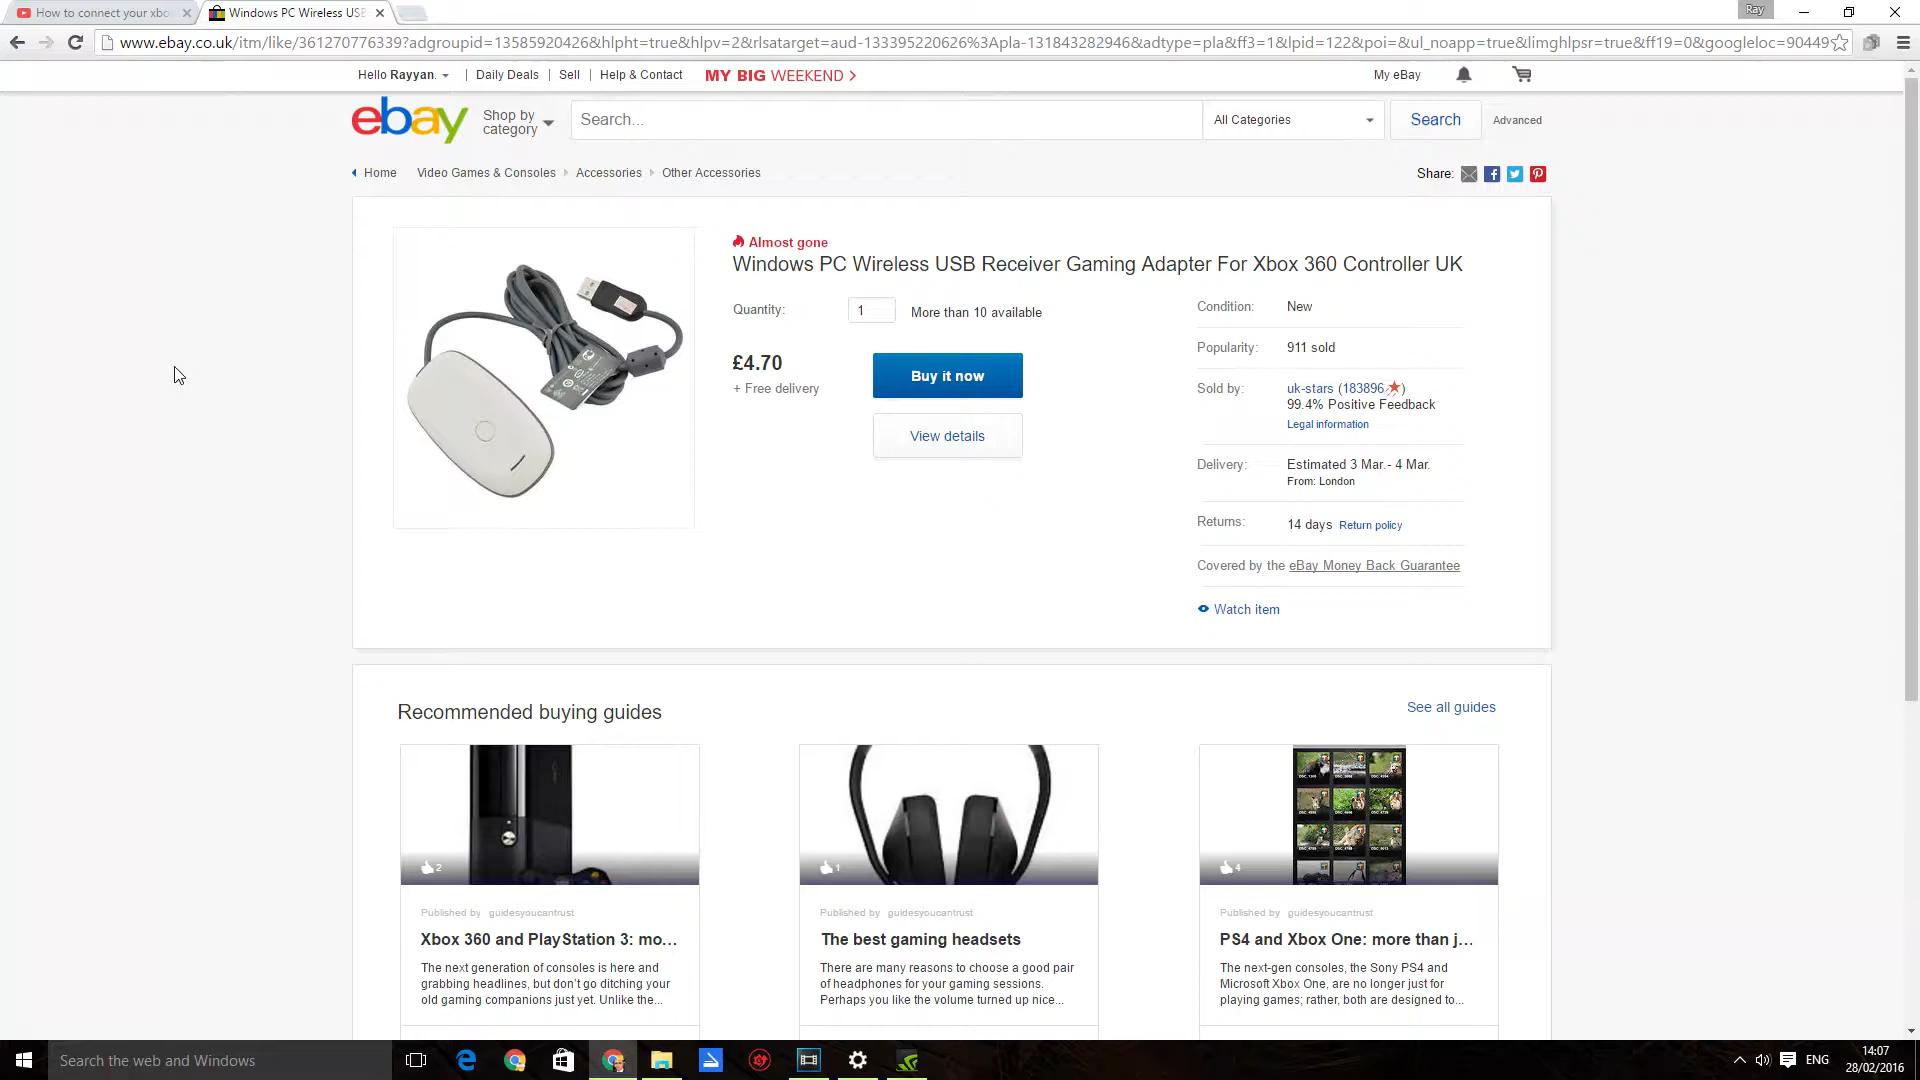 How to connect your xbo
Windows PC Wireless USB
Ray
www.ebay.co.uk/itm/like/361270776339?adgroupid=13585920426&hlpht=true&hlpv=2&rlsatarget=aud-133395220626%3Apla-131843282946&adtype=pla&ff3=1&lpid=122&poi=&ul_noapp=true&limghlpsr=true&ff19=0&googleloc=90449
Hello Rayyan. | Daily Deals | Sell | Help & Contact MY BIG WEEKEND > My eBay
ebay Shop by category Search... All Categories Search Advanced
Home Video Games & Consoles Accessories Other Accessories Share:
Almost gone
Windows PC Wireless USB Receiver Gaming Adapter For Xbox 360 Controller UK
Quantity: 1 More than 10 available
£4.70
+ Free delivery
Buy it now
View details
Condition: New
Popularity: 911 sold
Sold by: uk-stars (183896)
99.4% Positive Feedback
Legal information
Delivery: Estimated 3 Mar.- 4 Mar.
From: London
Returns: 14 days Return policy
Covered by the eBay Money Back Guarantee
Watch item
Recommended buying guides See all guides
2
1
4
Published by guidesyoucantrust
Xbox 360 and PlayStation 3: mo...
The next generation of consoles is here and
grabbing headlines, but don't go ditching your
old gaming companions just yet. Unlike the...
Published by guidesyoucantrust
The best gaming headsets
There are many reasons to choose a good pair
of headphones for your gaming sessions.
Perhaps you like the volume turned up nice...
Published by guidesyoucantrust
PS4 and Xbox One: more than j...
The next-gen consoles, the Sony PS4 and
Microsoft Xbox One, are no longer just for
playing games; rather, both are designed to...
Search the web and Windows
ENG
14:07
28/02/2016